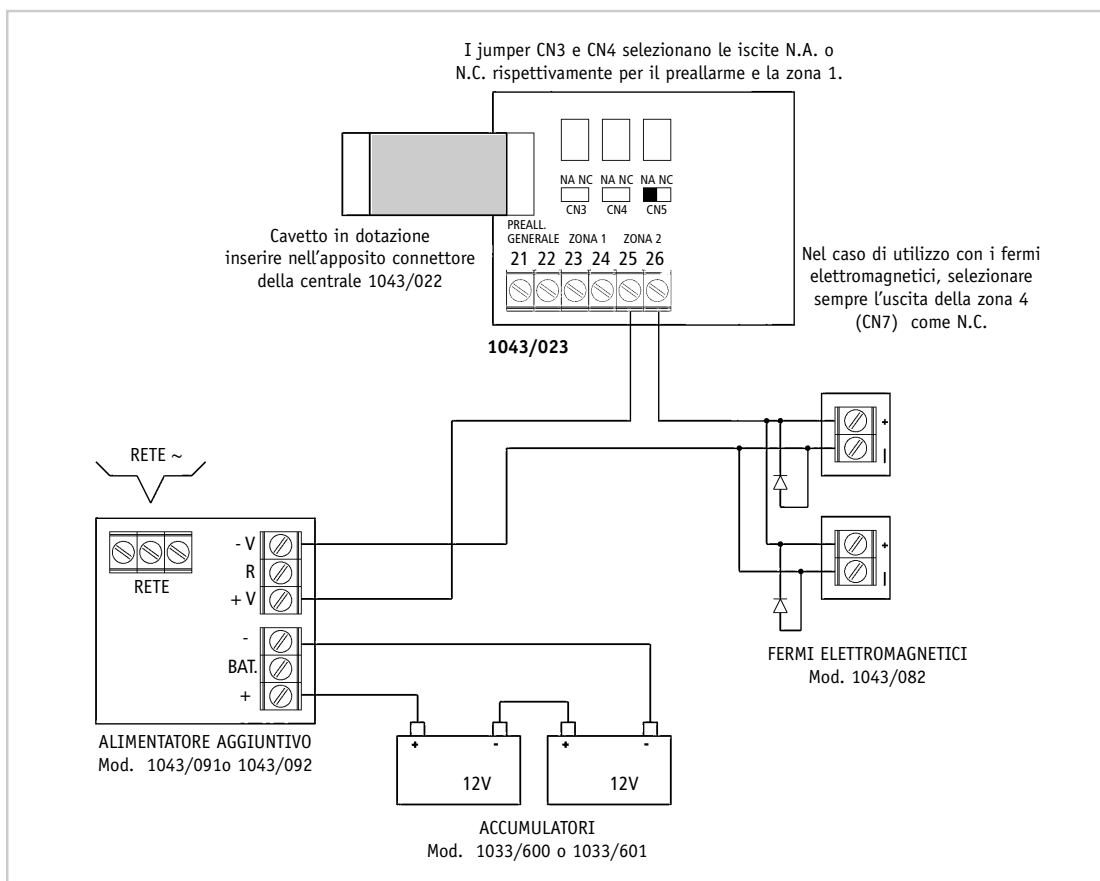 I jumper CN3 e CN4 selezionano le iscite N.A. o
N.C. rispettivamente per il preallarme e la zona 1.
NA NC NA NC NA NC
CN3 CN4 CN5
PREALL.
GENERALE ZONA 1 ZONA 2
21 22 23 24 25 26
Cavetto in dotazione
inserire nell'apposito connettore
della centrale 1043/022
Nel caso di utilizzo con i fermi
elettromagnetici, selezionare
sempre l'uscita della zona 4
(CN7) come N.C.
1043/023
+
-
RETE ~
RETE
- V
R
+ V
-
BAT.
+
+
-
FERMI ELETTROMAGNETICI
Mod. 1043/082
ALIMENTATORE AGGIUNTIVO
Mod. 1043/091o 1043/092
+ - + -
12V 12V
ACCUMULATORI
Mod. 1033/600 o 1033/601